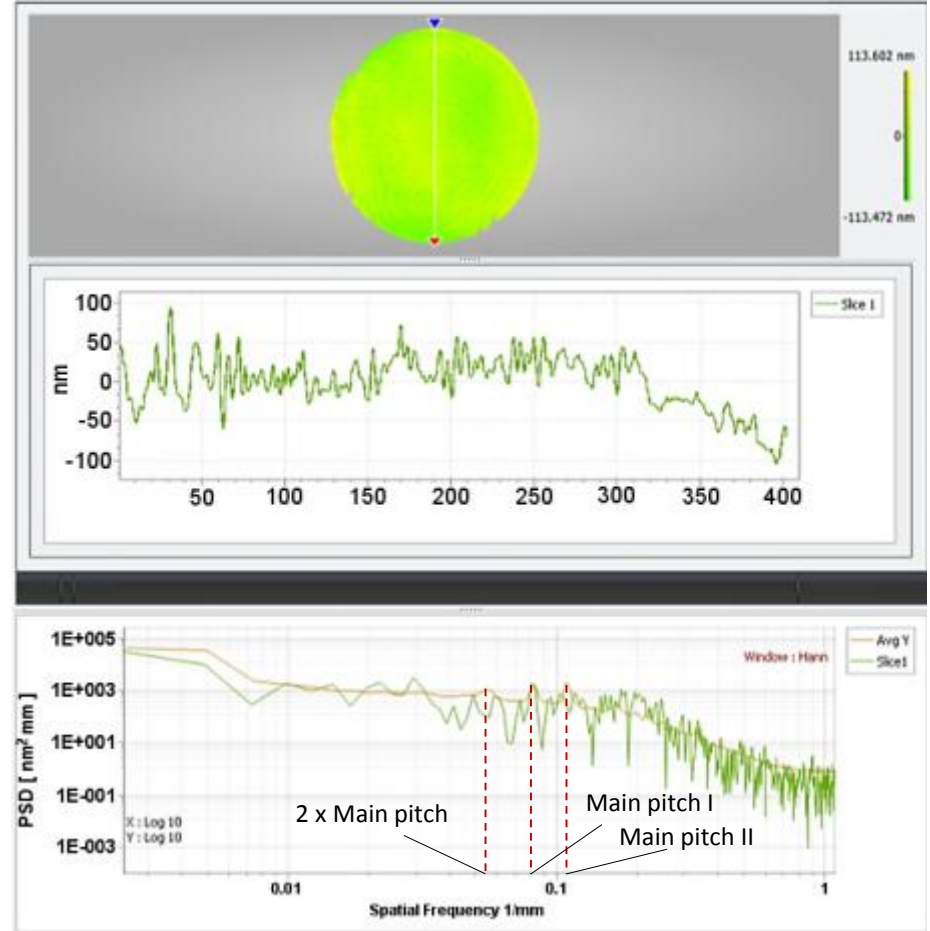 113.602 nm
0
-113.472 nm
100
50
0
-50
-100
nm
Slice 1
50 100 150 200 250 300 350 400
1E+005
1E+003
1E+001
1E-001
1E-003
PSD [ nm² mm ]
Window : Hann
Avg Y
Slice1
X : Log 10
Y : Log 10
2 x Main pitch
Main pitch I
Main pitch II
0.01 0.1 1
Spatial Frequency 1/mm